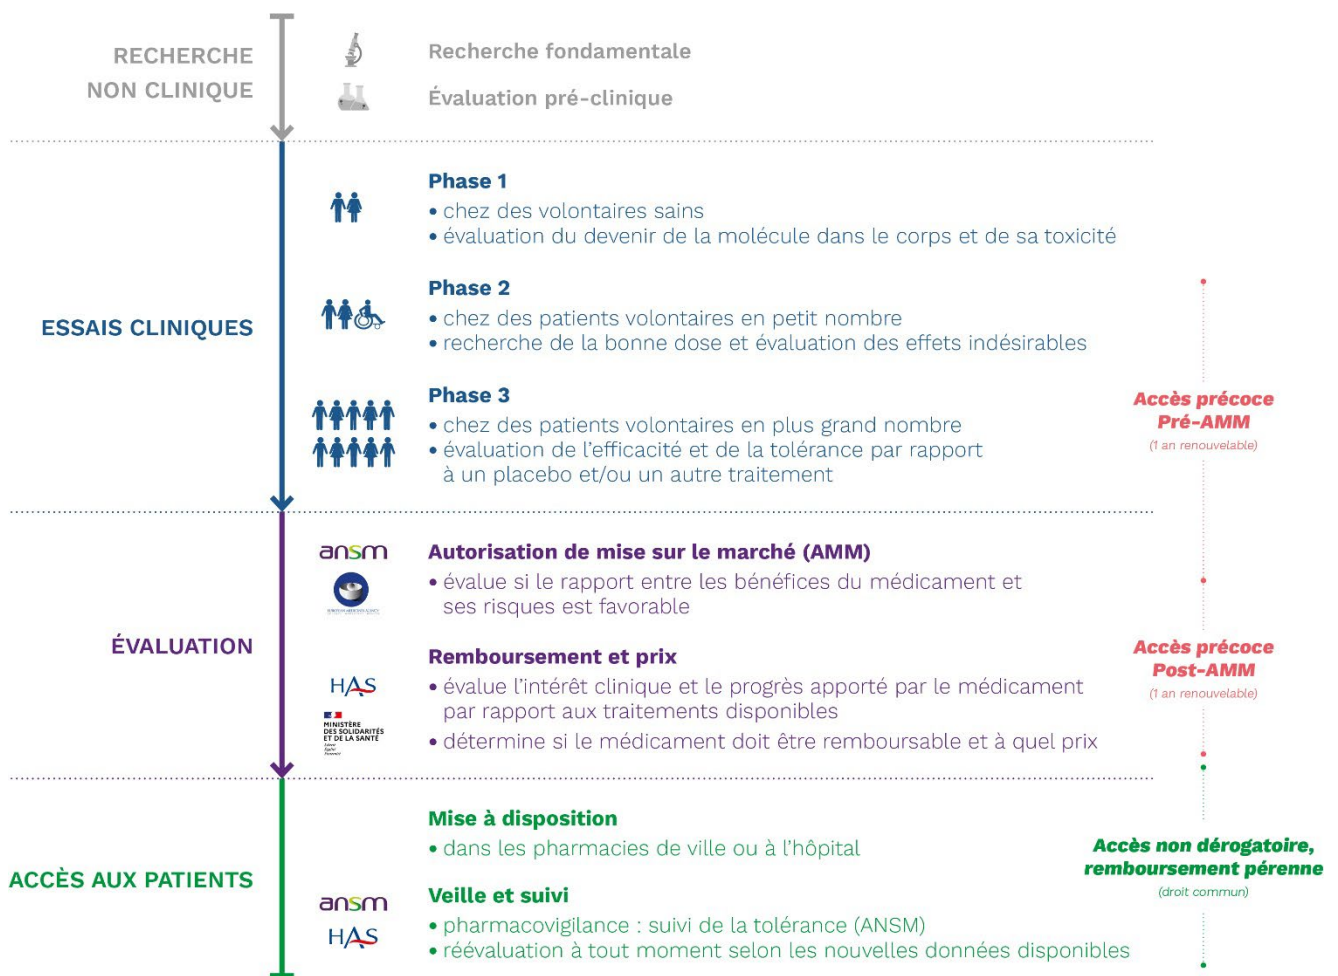 RECHERCHE
NON CLINIQUE
Recherche fondamentale
Évaluation pré-clinique
ESSAIS CLINIQUES
Phase 1
• chez des volontaires sains
• évaluation du devenir de la molécule dans le corps et de sa toxicité
Phase 2
• chez des patients volontaires en petit nombre
• recherche de la bonne dose et évaluation des effets indésirables
Phase 3
• chez des patients volontaires en plus grand nombre
• évaluation de l’efficacité et de la tolérance par rapport
à un placebo et/ou un autre traitement
Accès précoce
Pré-AMM
(1 an renouvelable)
ÉVALUATION
ansm
Autorisation de mise sur le marché (AMM)
• évalue si le rapport entre les bénéfices du médicament et
ses risques est favorable
EUROPEAN MEDICINES AGENCY
Remboursement et prix
HAS
• évalue l’intérêt clinique et le progrès apporté par le médicament
par rapport aux traitements disponibles
MINISTÈRE
DES SOLIDARITÉS
ET DE LA SANTÉ
Liberté
Égalité
Fraternité
• détermine si le médicament doit être remboursable et à quel prix
Accès précoce
Post-AMM
(1 an renouvelable)
ACCÈS AUX PATIENTS
Mise à disposition
• dans les pharmacies de ville ou à l’hôpital
ansm
HAS
Veille et suivi
• pharmacovigilance : suivi de la tolérance (ANSM)
• réévaluation à tout moment selon les nouvelles données disponibles
Accès non dérogatoire,
remboursement pérenne
(droit commun)